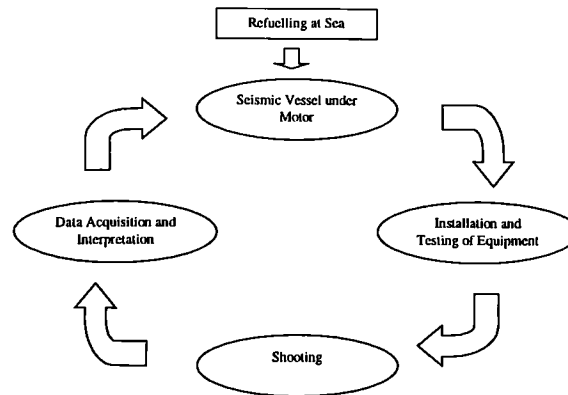 Refuelling at Sea
Seismic Vessel under
Motor
Data Acquisition and
Interpretation
Installation and
Testing of Equipment
Shooting